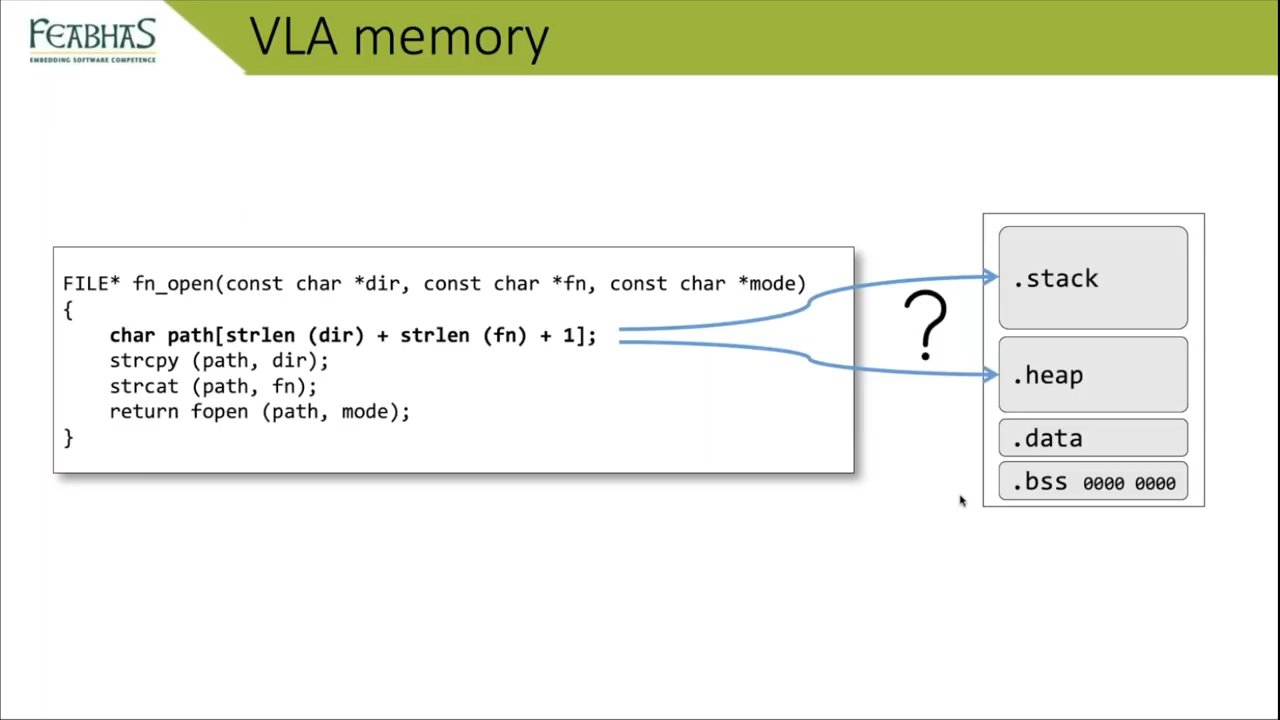 FEABHAS
EMBEDDING SOFTWARE COMPETENCE
VLA memory
FILE* fn_open(const char *dir, const char *fn, const char *mode)
{
    char path[strlen (dir) + strlen (fn) + 1];
    strcpy (path, dir);
    strcat (path, fn);
    return fopen (path, mode);
}
?
.stack
.heap
.data
.bss 0000 0000